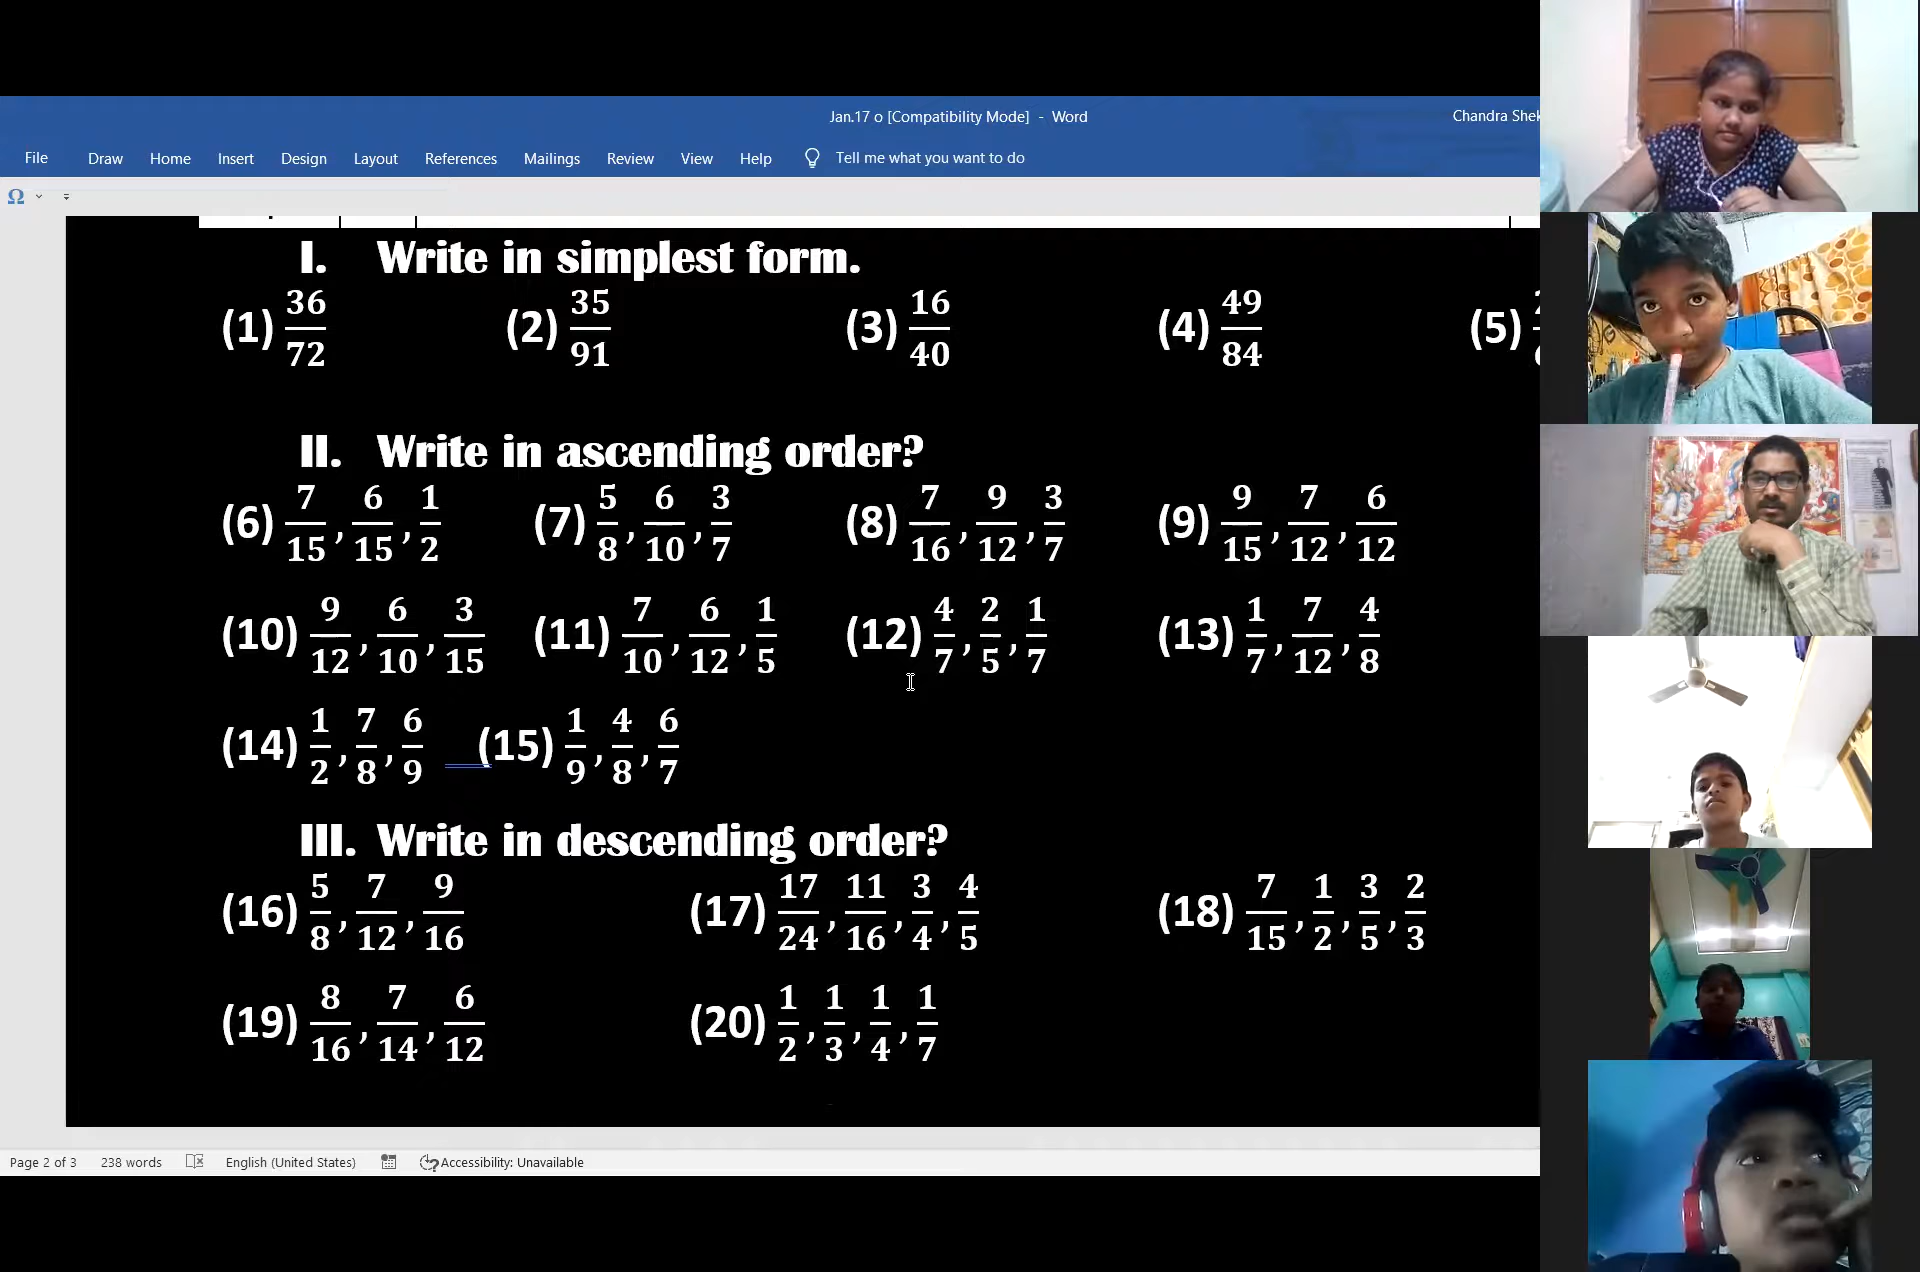 Jan.17 o [Compatibility Mode] - Word Chandra Shek
File Draw Home Insert Design Layout References Mailings Review View Help Tell me what you want to do
I. Write in simplest form.
(1) 36/72 (2) 35/91 (3) 16/40 (4) 49/84 (5)
II. Write in ascending order?
(6) 7/15, 6/15, 1/2 (7) 5/8, 6/10, 3/7 (8) 7/16, 9/12, 3/7 (9) 9/15, 7/12, 6/12
(10) 9/12, 6/10, 3/15 (11) 7/10, 6/12, 1/5 (12) 4/7, 2/5, 1/7 (13) 1/7, 7/12, 4/8
(14) 1/2, 7/8, 6/9 (15) 1/9, 4/8, 6/7
III. Write in descending order?
(16) 5/8, 7/12, 9/16 (17) 17/24, 11/16, 3/4, 4/5 (18) 7/15, 1/2, 3/5, 2/3
(19) 8/16, 7/14, 6/12 (20) 1/2, 1/3, 1/4, 1/7
Page 2 of 3 238 words English (United States) Accessibility: Unavailable